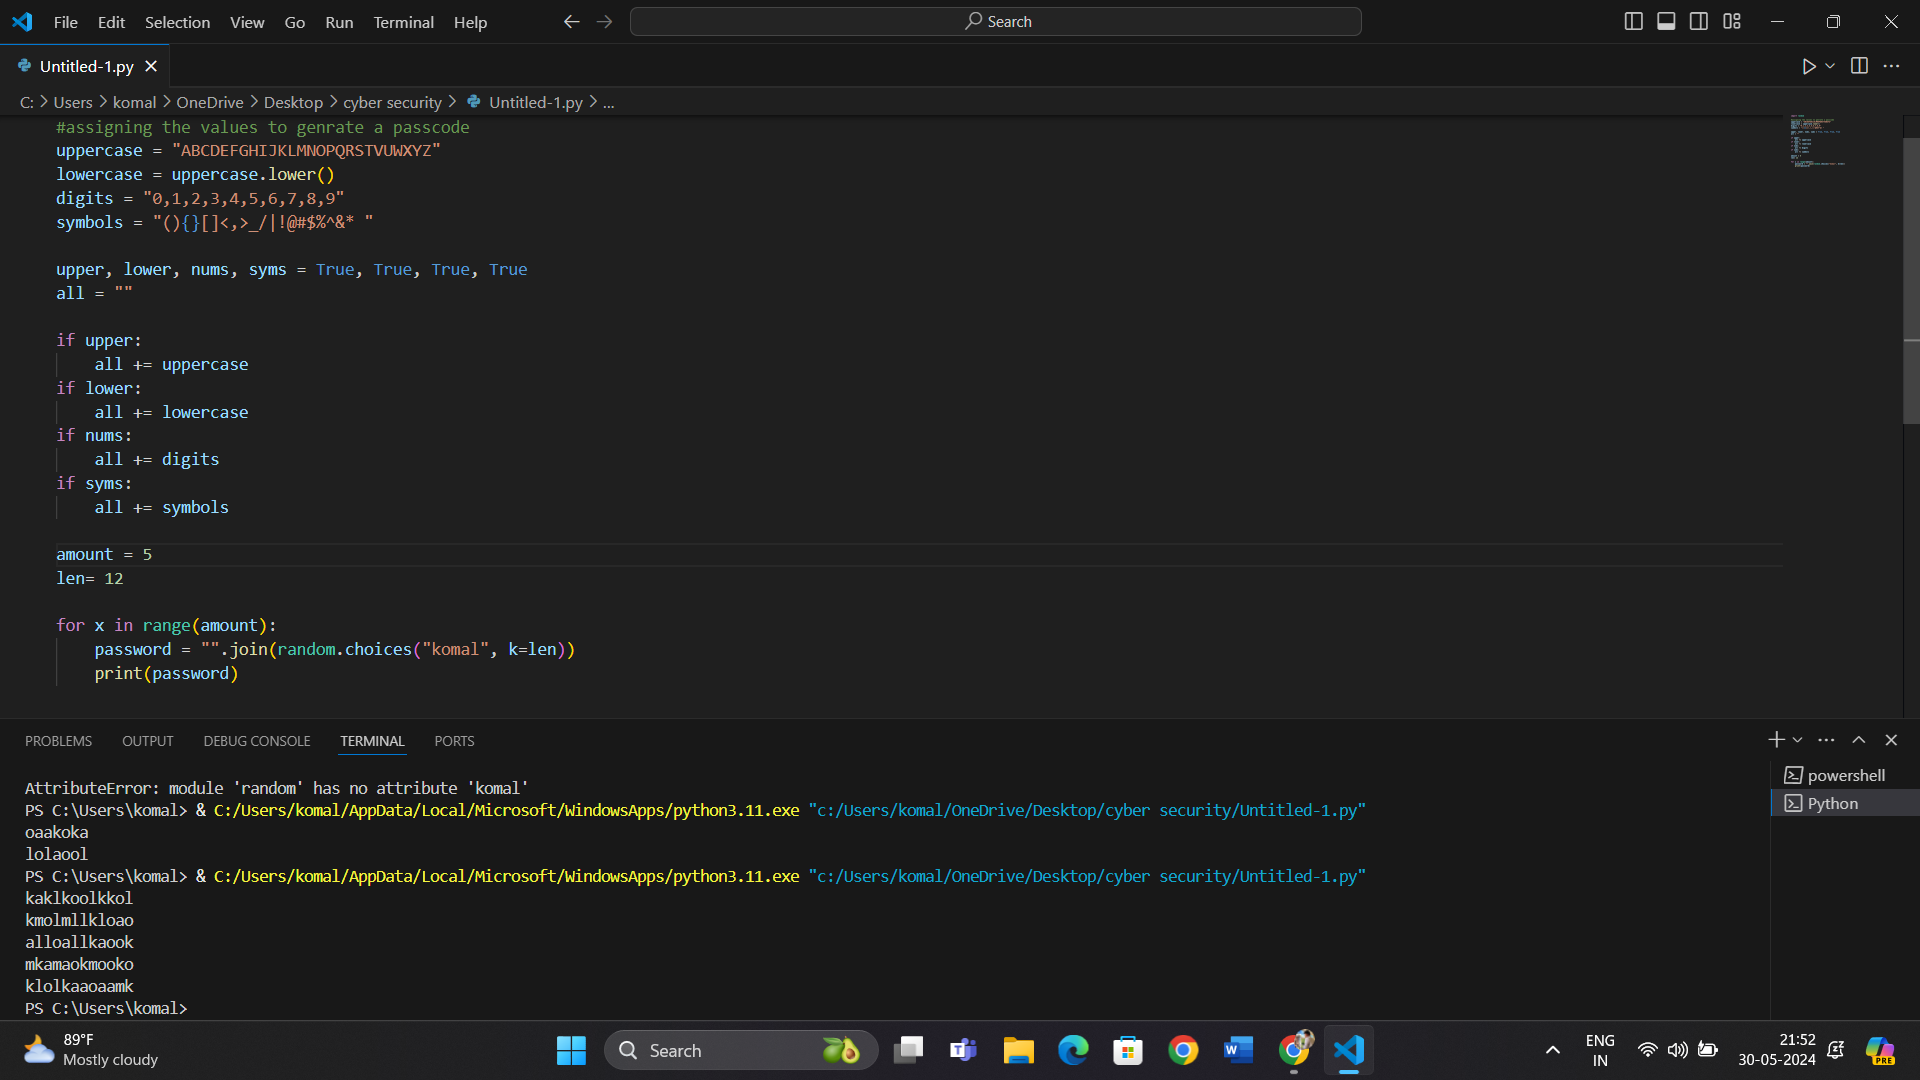 File Edit Selection View Go Run Terminal Help
Search
Untitled-1.py
C: > Users > komal > OneDrive > Desktop > cyber security > Untitled-1.py > ...
#assigning the values to genrate a passcode
uppercase = "ABCDEFGHIJKLMNOPQRSTVUWXYZ"
lowercase = uppercase.lower()
digits = "0,1,2,3,4,5,6,7,8,9"
symbols = "(){}[]<,>_/|!@#$%^&* "
upper, lower, nums, syms = True, True, True, True
all = ""
if upper:
    all += uppercase
if lower:
    all += lowercase
if nums:
    all += digits
if syms:
    all += symbols
amount = 5
len= 12
for x in range(amount):
    password = "".join(random.choices("komal", k=len))
    print(password)
PROBLEMS OUTPUT DEBUG CONSOLE TERMINAL PORTS
AttributeError: module 'random' has no attribute 'komal'
PS C:\Users\komal> & C:/Users/komal/AppData/Local/Microsoft/WindowsApps/python3.11.exe "c:/Users/komal/OneDrive/Desktop/cyber security/Untitled-1.py"
oaakoka
lolaool
PS C:\Users\komal> & C:/Users/komal/AppData/Local/Microsoft/WindowsApps/python3.11.exe "c:/Users/komal/OneDrive/Desktop/cyber security/Untitled-1.py"
kaklkoolkkol
kmolmllkloao
alloallkaook
mkamaokmooko
klolkaaoaamk
PS C:\Users\komal>
powershell
Python
89°F
Mostly cloudy
Search
ENG
IN
21:52
30-05-2024
PRE